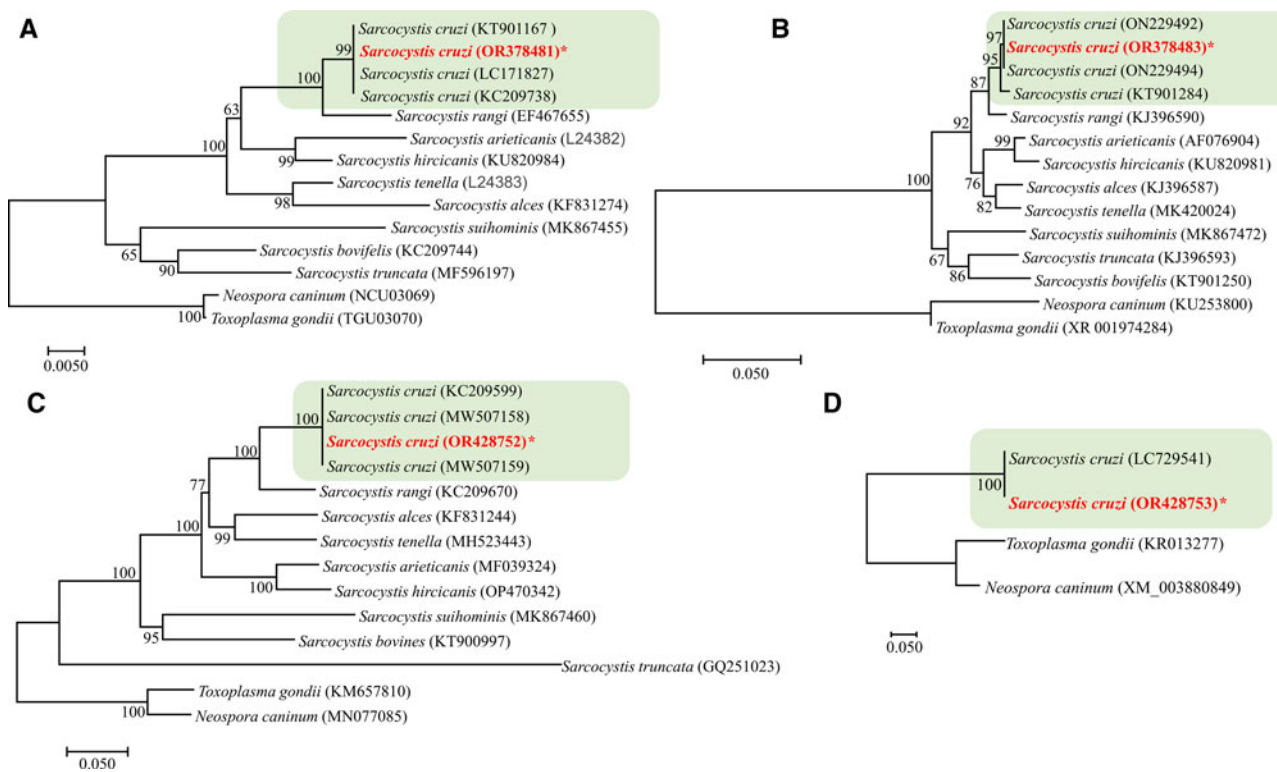 A
Sarcocystis cruzi (KT901167 )
99
Sarcocystis cruzi (OR378481)*
Sarcocystis cruzi (LC171827)
100
Sarcocystis cruzi (KC209738)
63
Sarcocystis rangi (EF467655)
Sarcocystis arieticanis (L24382)
100
99
Sarcocystis hircicanis (KU820984)
Sarcocystis tenella (L24383)
98
Sarcocystis alces (KF831274)
Sarcocystis suihominis (MK867455)
65
Sarcocystis bovifelis (KC209744)
90
Sarcocystis truncata (MF596197)
Neospora caninum (NCU03069)
100
Toxoplasma gondii (TGU03070)
0.0050
B
Sarcocystis cruzi (ON229492)
97
Sarcocystis cruzi (OR378483)*
95
Sarcocystis cruzi (ON229494)
87
Sarcocystis cruzi (KT901284)
Sarcocystis rangi (KJ396590)
92
Sarcocystis arieticanis (AF076904)
99
Sarcocystis hircicanis (KU820981)
76
Sarcocystis alces (KJ396587)
100
82
Sarcocystis tenella (MK420024)
Sarcocystis suihominis (MK867472)
67
Sarcocystis truncata (KJ396593)
86
Sarcocystis bovifelis (KT901250)
Neospora caninum (KU253800)
Toxoplasma gondii (XR 001974284)
0.050
C
Sarcocystis cruzi (KC209599)
100
Sarcocystis cruzi (MW507158)
Sarcocystis cruzi (OR428752)*
100
Sarcocystis cruzi (MW507159)
77
Sarcocystis rangi (KC209670)
Sarcocystis alces (KF831244)
100
99
Sarcocystis tenella (MH523443)
Sarcocystis arieticanis (MF039324)
100
100
Sarcocystis hircicanis (OP470342)
Sarcocystis suihominis (MK867460)
95
Sarcocystis bovines (KT900997)
Sarcocystis truncata (GQ251023)
Toxoplasma gondii (KM657810)
100
Neospora caninum (MN077085)
0.050
D
Sarcocystis cruzi (LC729541)
100
Sarcocystis cruzi (OR428753)*
Toxoplasma gondii (KR013277)
Neospora caninum (XM_003880849)
0.050